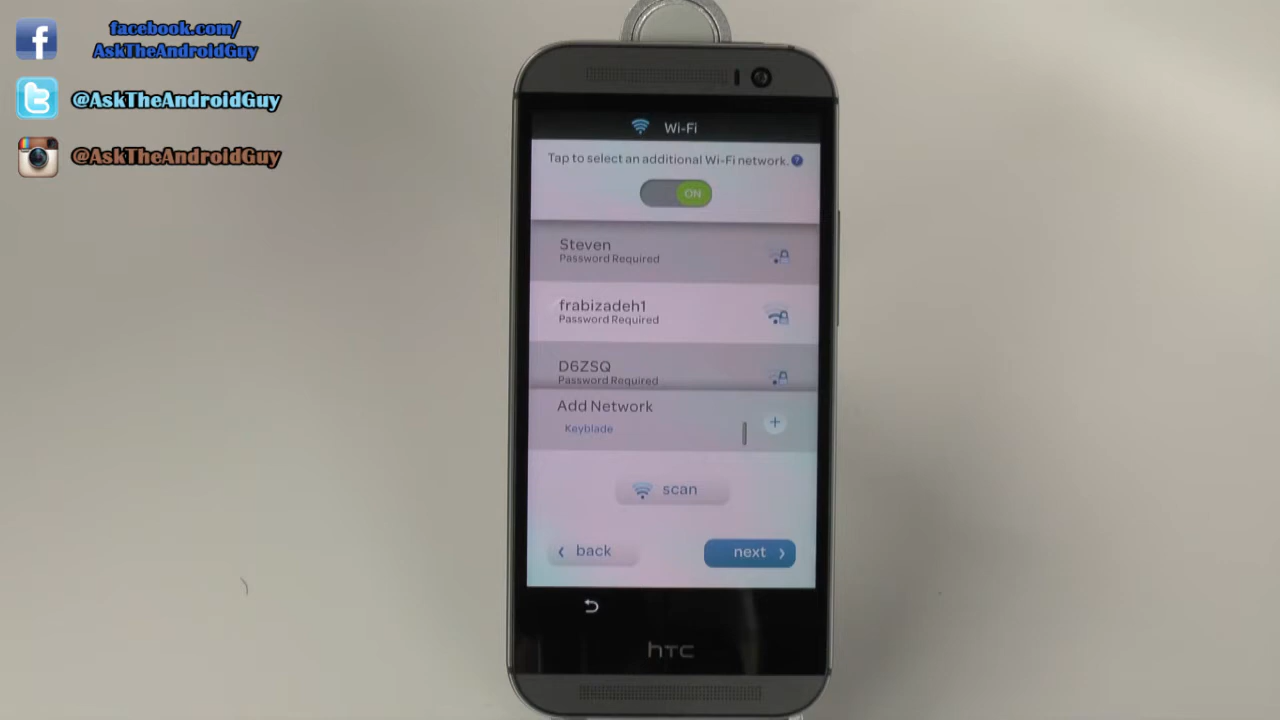 facebook.com/
AskTheAndroidGuy
@AskTheAndroidGuy
@AskTheAndroidGuy
Wi-Fi
Tap to select an additional Wi-Fi network. ?
ON
Steven
Password Required
frabizadeh1
Password Required
D6ZSQ
Password Required
Add Network
Keyblade
+
scan
‹ back
next ›
hTC